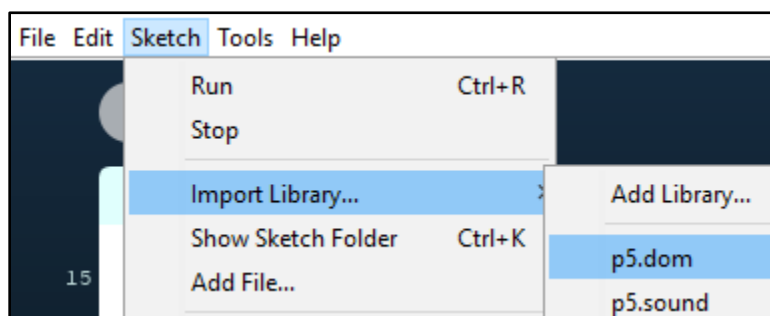 File Edit Sketch Tools Help
Run Ctrl+R
Stop
Import Library...
Show Sketch Folder Ctrl+K
Add File...
Add Library...
p5.dom
p5.sound
15